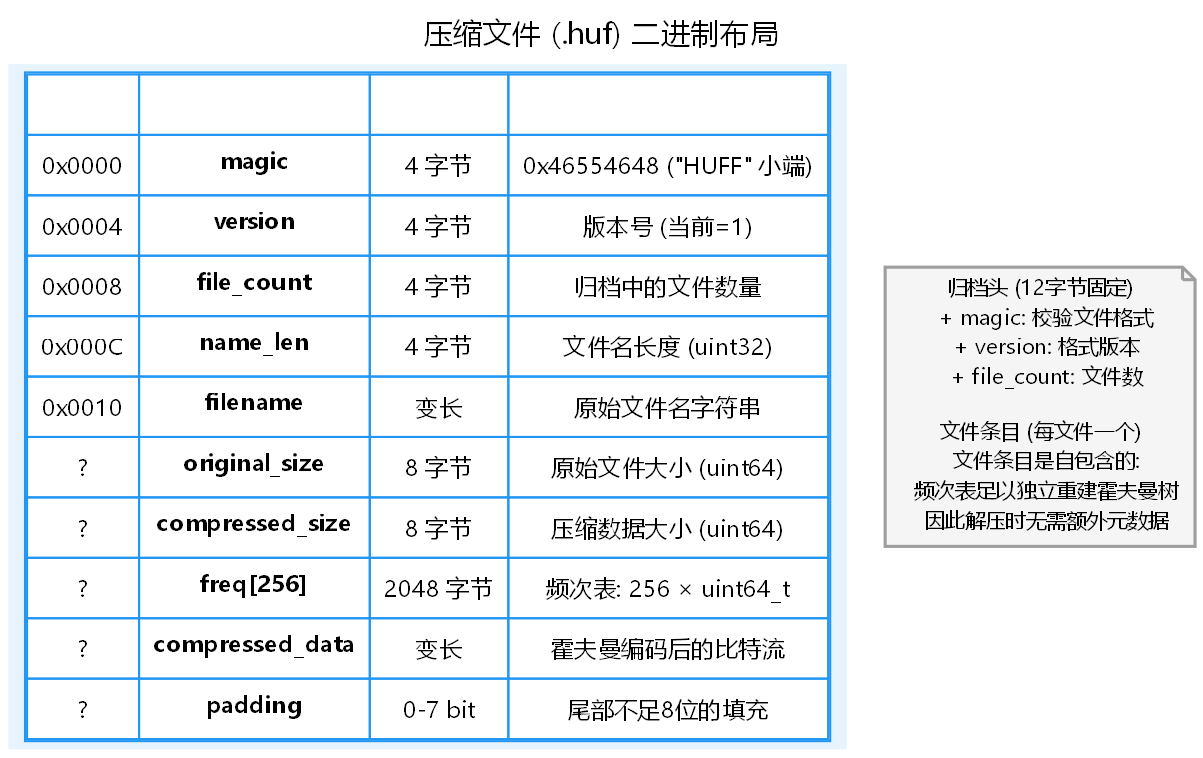 压缩文件 (.huf) 二进制布局
0x0000 magic 4 字节 0x46554648 ("HUFF" 小端)
0x0004 version 4 字节 版本号 (当前=1)
0x0008 file_count 4 字节 归档中的文件数量
0x000C name_len 4 字节 文件名长度 (uint32)
0x0010 filename 变长 原始文件名字符串
? original_size 8 字节 原始文件大小 (uint64)
? compressed_size 8 字节 压缩数据大小 (uint64)
? freq[256] 2048 字节 频次表: 256 × uint64_t
? compressed_data 变长 霍夫曼编码后的比特流
? padding 0-7 bit 尾部不足8位的填充
归档头 (12字节固定)
+ magic: 校验文件格式
+ version: 格式版本
+ file_count: 文件数
文件条目 (每文件一个)
文件条目是自包含的:
频次表足以独立重建霍夫曼树
因此解压时无需额外元数据